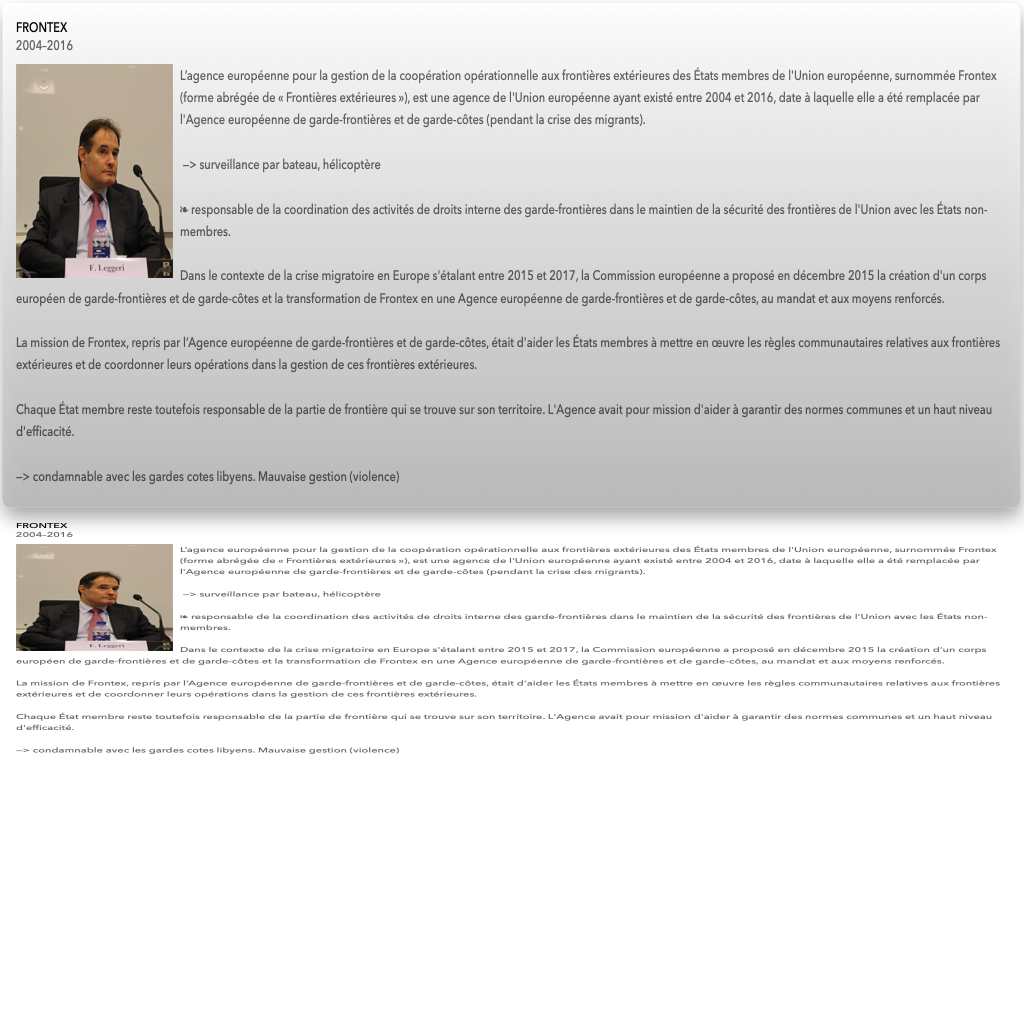 FRONTEX
2004-2016
L’agence européenne pour la gestion de la coopération opérationnelle aux frontières extérieures des États membres de l'Union européenne, surnommée Frontex
(forme abrégée de « Frontières extérieures »), est une agence de l'Union européenne ayant existé entre 2004 et 2016, date à laquelle elle a été remplacée par
l'Agence européenne de garde-frontières et de garde-côtes (pendant la crise des migrants).
—> surveillance par bateau, hélicoptère
❧ responsable de la coordination des activités de droits interne des garde-frontières dans le maintien de la sécurité des frontières de l'Union avec les États non-
membres.
F. Leggeri
Dans le contexte de la crise migratoire en Europe s'étalant entre 2015 et 2017, la Commission européenne a proposé en décembre 2015 la création d'un corps
européen de garde-frontières et de garde-côtes et la transformation de Frontex en une Agence européenne de garde-frontières et de garde-côtes, au mandat et aux moyens renforcés.
La mission de Frontex, repris par l’Agence européenne de garde-frontières et de garde-côtes, était d'aider les États membres à mettre en œuvre les règles communautaires relatives aux frontières
extérieures et de coordonner leurs opérations dans la gestion de ces frontières extérieures.
Chaque État membre reste toutefois responsable de la partie de frontière qui se trouve sur son territoire. L'Agence avait pour mission d'aider à garantir des normes communes et un haut niveau
d'efficacité.
—> condamnable avec les gardes cotes libyens. Mauvaise gestion (violence)
FRONTEX
2004-2016
L’agence européenne pour la gestion de la coopération opérationnelle aux frontières extérieures des États membres de l'Union européenne, surnommée Frontex
(forme abrégée de « Frontières extérieures »), est une agence de l'Union européenne ayant existé entre 2004 et 2016, date à laquelle elle a été remplacée par
l'Agence européenne de garde-frontières et de garde-côtes (pendant la crise des migrants).
—> surveillance par bateau, hélicoptère
❧ responsable de la coordination des activités de droits interne des garde-frontières dans le maintien de la sécurité des frontières de l'Union avec les États non-
membres.
F. Leggeri
Dans le contexte de la crise migratoire en Europe s'étalant entre 2015 et 2017, la Commission européenne a proposé en décembre 2015 la création d'un corps
européen de garde-frontières et de garde-côtes et la transformation de Frontex en une Agence européenne de garde-frontières et de garde-côtes, au mandat et aux moyens renforcés.
La mission de Frontex, repris par l’Agence européenne de garde-frontières et de garde-côtes, était d'aider les États membres à mettre en œuvre les règles communautaires relatives aux frontières
extérieures et de coordonner leurs opérations dans la gestion de ces frontières extérieures.
Chaque État membre reste toutefois responsable de la partie de frontière qui se trouve sur son territoire. L'Agence avait pour mission d'aider à garantir des normes communes et un haut niveau
d'efficacité.
—> condamnable avec les gardes cotes libyens. Mauvaise gestion (violence)